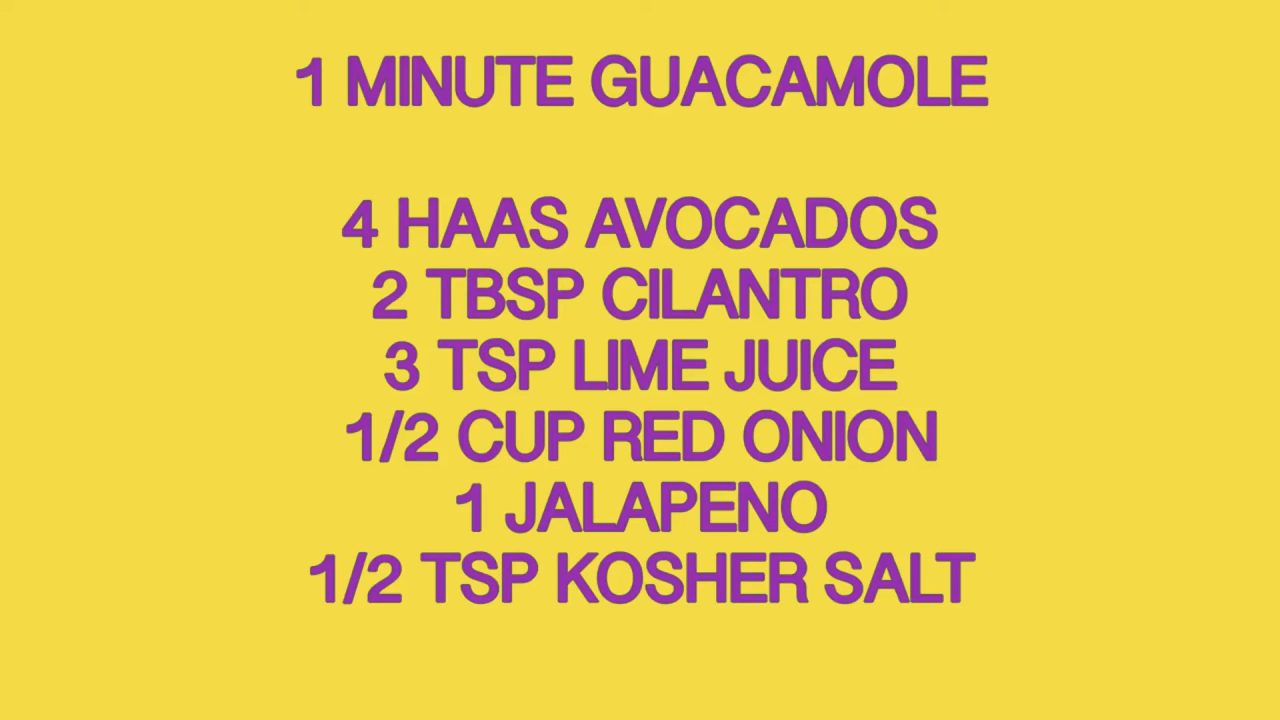 1 MINUTE GUACAMOLE
4 HAAS AVOCADOS
2 TBSP CILANTRO
3 TSP LIME JUICE
1/2 CUP RED ONION
1 JALAPENO
1/2 TSP KOSHER SALT